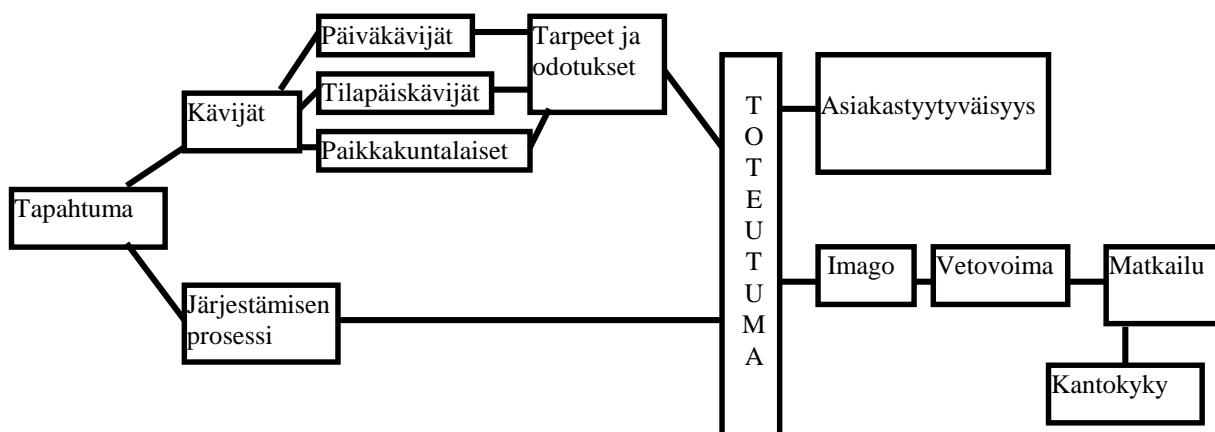 Päiväkävijät
Tarpeet ja
odotukset
Tilapäiskävijät
Kävijät
Paikkakuntalaiset
Tapahtuma
Järjestämisen
prosessi
T
O
T
E
U
T
U
M
A
Asiakastyytyväisyys
Imago
Vetovoima
Matkailu
Kantokyky